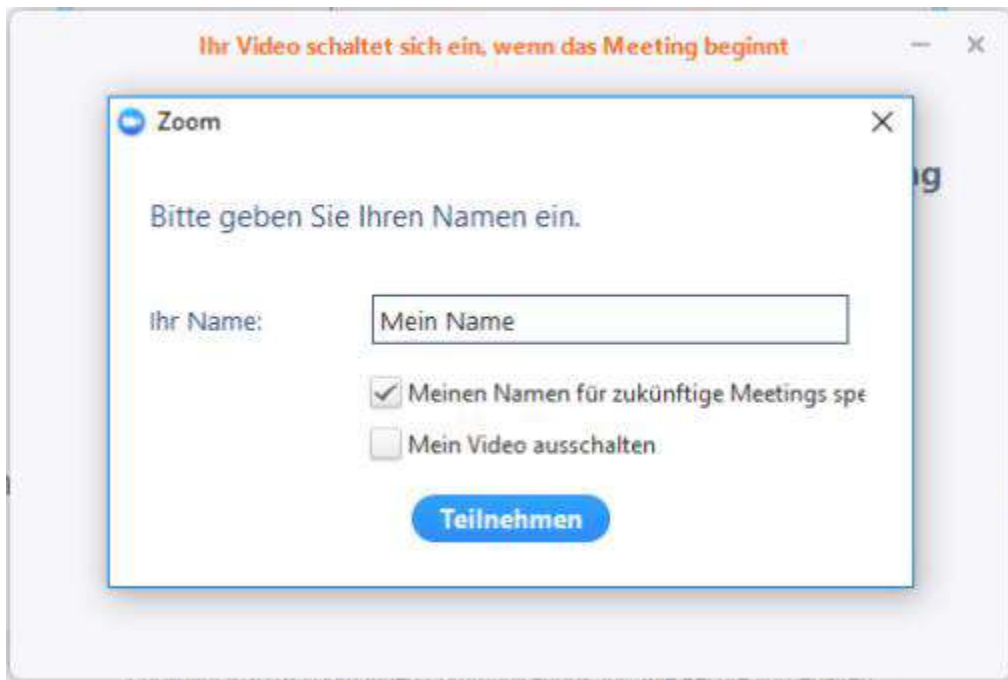 Ihr Video schaltet sich ein, wenn das Meeting beginnt
Zoom
Bitte geben Sie Ihren Namen ein.
Ihr Name:
Mein Name
Meinen Namen für zukünftige Meetings spe
Mein Video ausschalten
Teilnehmen